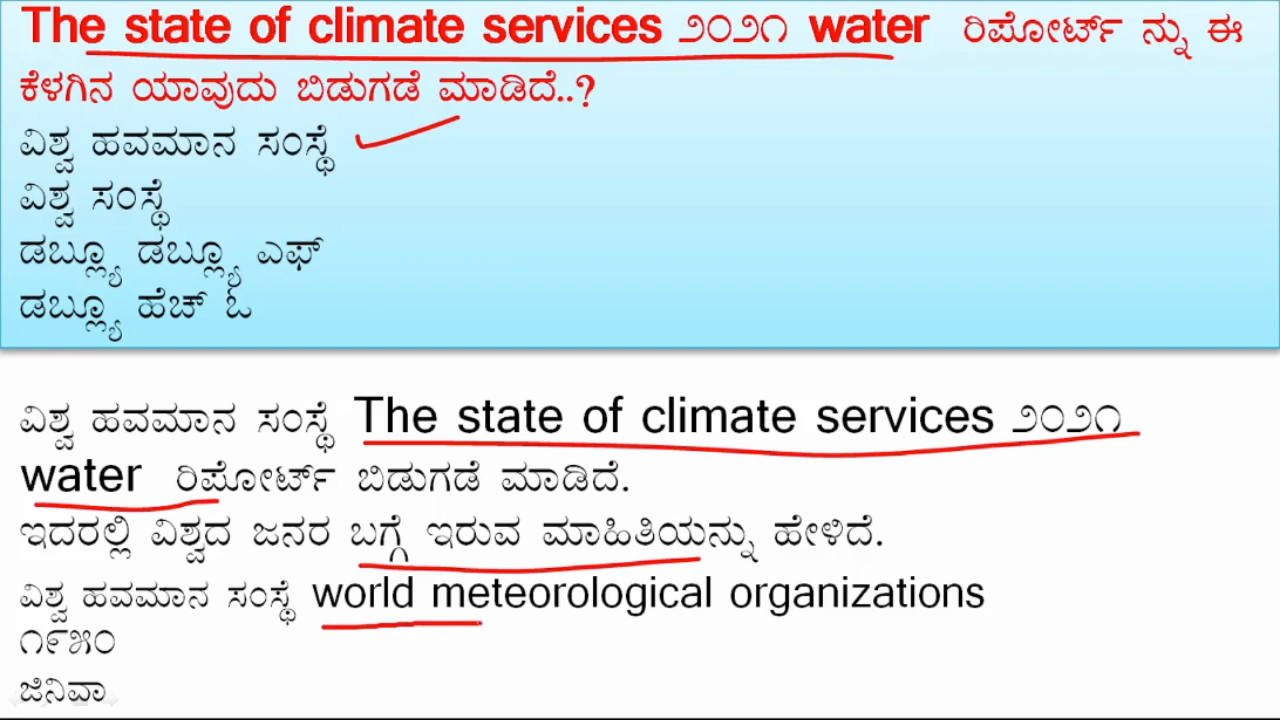 The state of climate services ೨೦೨೧ water ರಿಪೋರ್ಟ್ ನ್ನು ಈ
ಕೆಳಗಿನ ಯಾವುದು ಬಿಡುಗಡೆ ಮಾಡಿದೆ..?
ವಿಶ್ವ ಹವಮಾನ ಸಂಸ್ಥೆ
ವಿಶ್ವ ಸಂಸ್ಥೆ
ಡಬ್ಲ್ಯೂ ಡಬ್ಲ್ಯೂ ಎಫ್
ಡಬ್ಲ್ಯೂ ಹೆಚ್ ಓ
ವಿಶ್ವ ಹವಮಾನ ಸಂಸ್ಥೆ The state of climate services ೨೦೨೧
water ರಿಪೋರ್ಟ್ ಬಿಡುಗಡೆ ಮಾಡಿದೆ.
ಇದರಲ್ಲಿ ವಿಶ್ವದ ಜನರ ಬಗ್ಗೆ ಇರುವ ಮಾಹಿತಿಯನ್ನು ಹೇಳಿದೆ.
ವಿಶ್ವ ಹವಮಾನ ಸಂಸ್ಥೆ world meteorological organizations
೧೯೫೦
ಜಿನಿವಾ